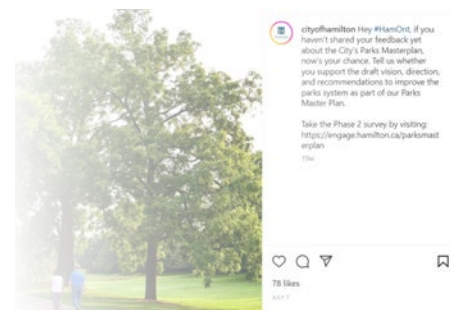 cityofhamilton Hey #HamOnt, if you
haven't shared your feedback yet
about the City's Parks Masterplan,
now's your chance. Tell us whether
you support the draft vision, direction,
and recommendations to improve the
parks system as part of our Parks
Master Plan.
Take the Phase 2 survey by visiting:
https://engage.hamilton.ca/parksmast
erplan
78 likes
JULY 7